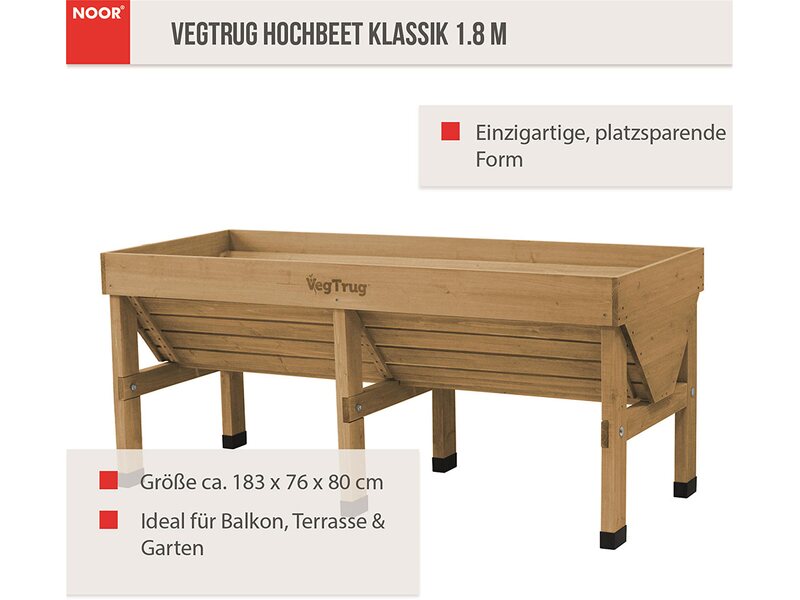 NOOR®
VEGTRUG HOCHBEET KLASSIK 1.8 M
Einzigartige, platzsparende
Form
VegTrug
Größe ca. 183 x 76 x 80 cm
Ideal für Balkon, Terrasse &
Garten